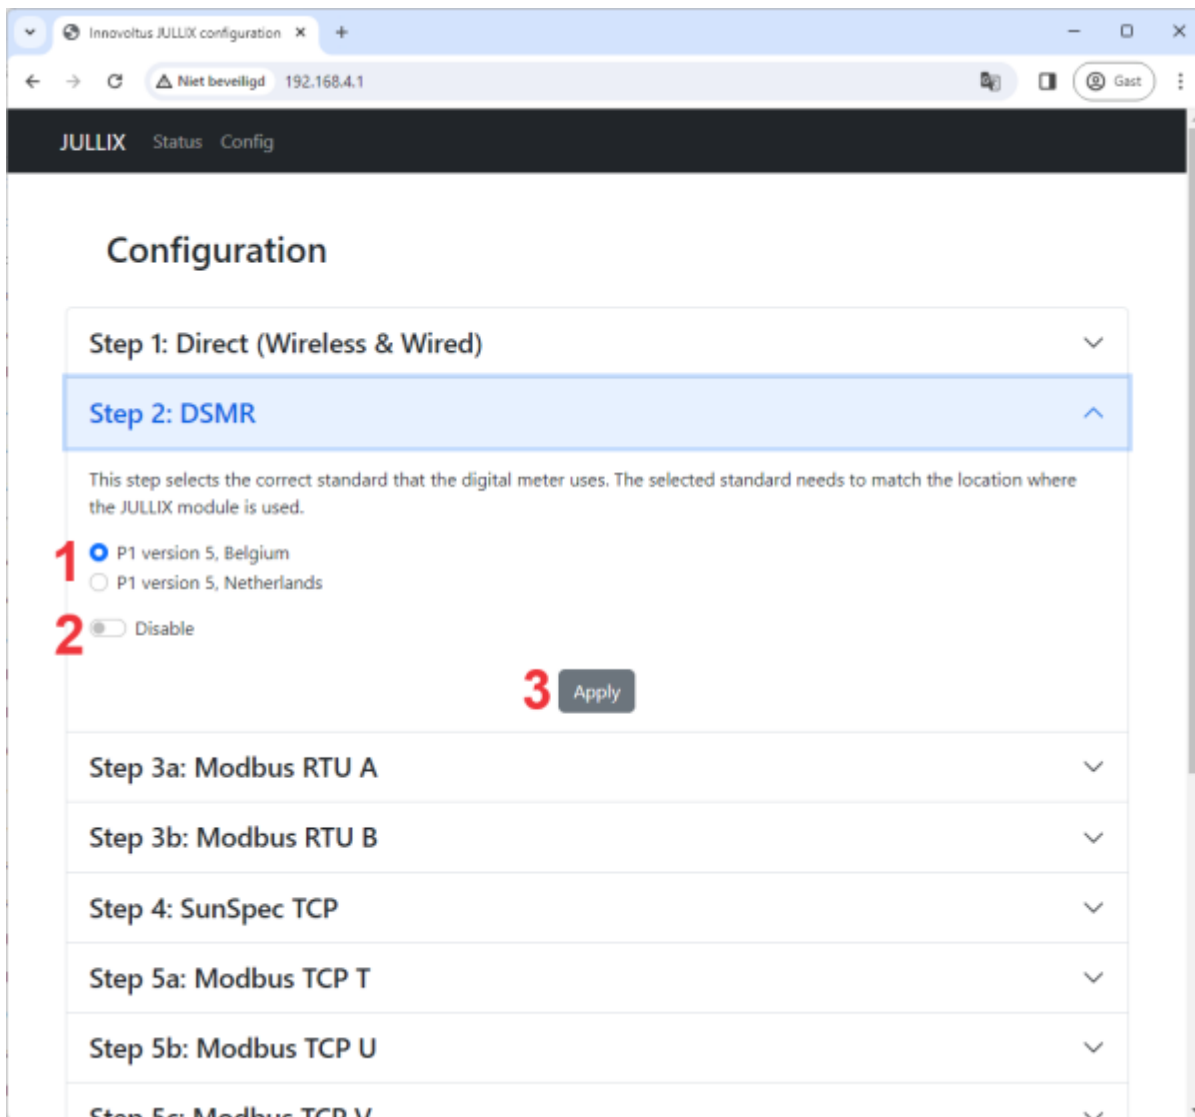 Innovoltus JULLIX configuration
Niet beveiligd 192.168.4.1
Gast
JULLIX Status Config
Configuration
Step 1: Direct (Wireless & Wired)
Step 2: DSMR
This step selects the correct standard that the digital meter uses. The selected standard needs to match the location where
the JULLIX module is used.
1
P1 version 5, Belgium
P1 version 5, Netherlands
2 Disable
3 Apply
Step 3a: Modbus RTU A
Step 3b: Modbus RTU B
Step 4: SunSpec TCP
Step 5a: Modbus TCP T
Step 5b: Modbus TCP U
Step 5c: Modbus TCP V